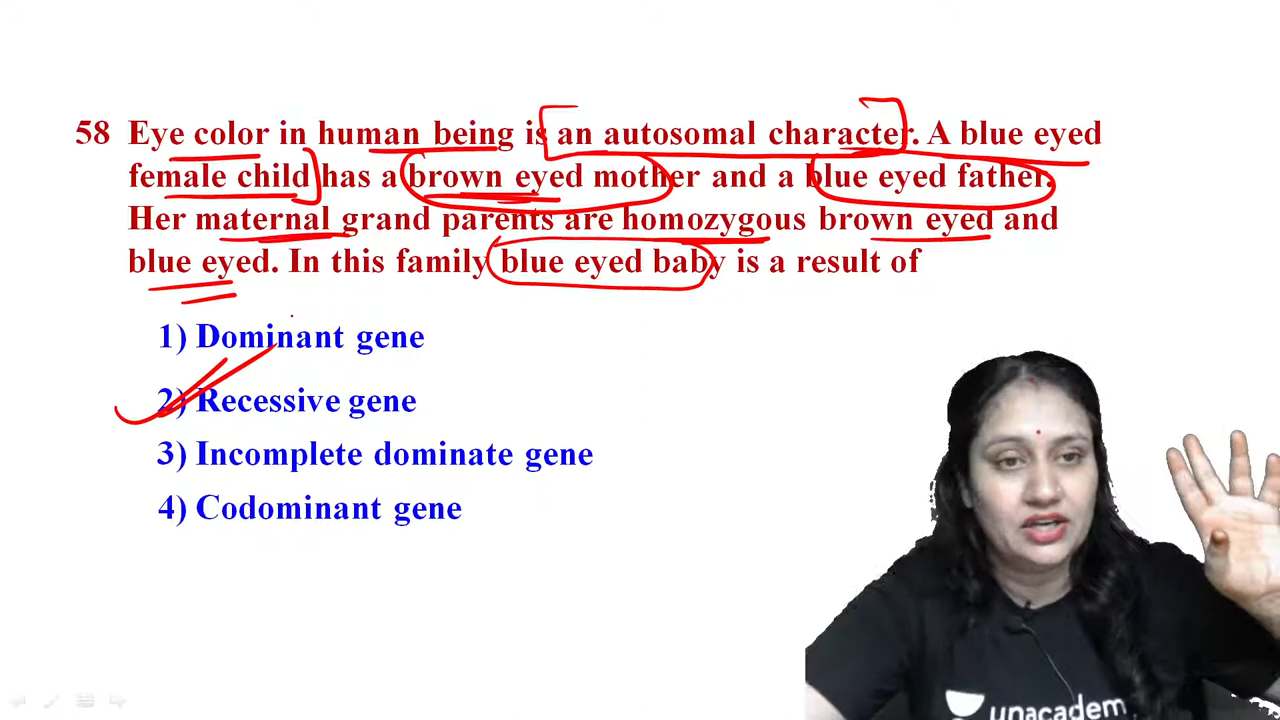 58 Eye color in human being is an autosomal character. A blue eyed
female child has a brown eyed mother and a blue eyed father.
Her maternal grand parents are homozygous brown eyed and
blue eyed. In this family blue eyed baby is a result of
1) Dominant gene
2) Recessive gene
3) Incomplete dominate gene
4) Codominant gene
unacadem